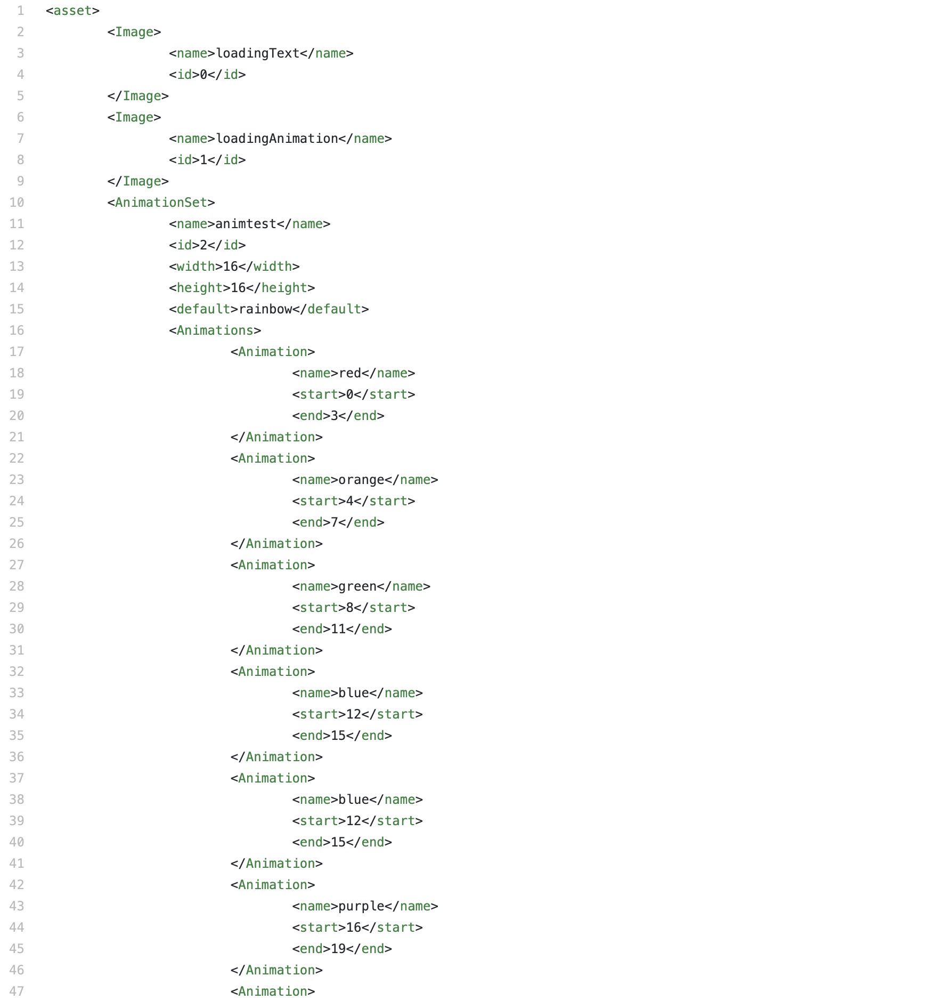 1 <asset>
2 <Image>
3 <name>loadingText</name>
4 <id>0</id>
5 </Image>
6 <Image>
7 <name>loadingAnimation</name>
8 <id>1</id>
9 </Image>
10 <AnimationSet>
11 <name>animtest</name>
12 <id>2</id>
13 <width>16</width>
14 <height>16</height>
15 <default>rainbow</default>
16 <Animations>
17 <Animation>
18 <name>red</name>
19 <start>0</start>
20 <end>3</end>
21 </Animation>
22 <Animation>
23 <name>orange</name>
24 <start>4</start>
25 <end>7</end>
26 </Animation>
27 <Animation>
28 <name>green</name>
29 <start>8</start>
30 <end>11</end>
31 </Animation>
32 <Animation>
33 <name>blue</name>
34 <start>12</start>
35 <end>15</end>
36 </Animation>
37 <Animation>
38 <name>blue</name>
39 <start>12</start>
40 <end>15</end>
41 </Animation>
42 <Animation>
43 <name>purple</name>
44 <start>16</start>
45 <end>19</end>
46 </Animation>
47 <Animation>